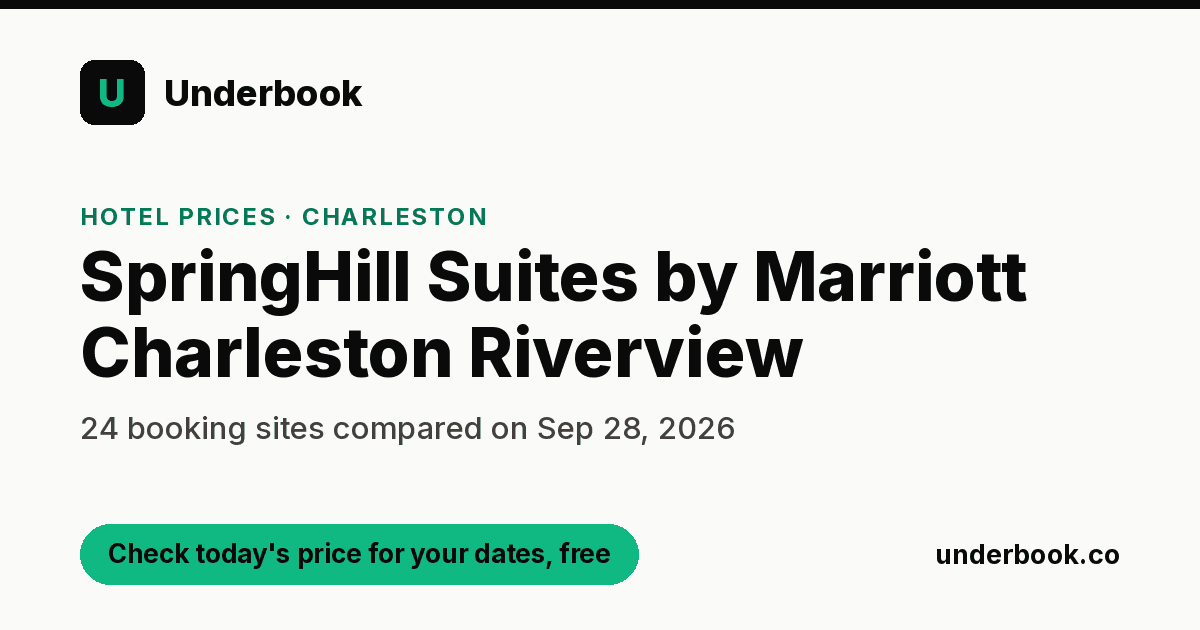 U Underbook
HOTEL PRICES · CHARLESTON
SpringHill Suites by Marriott
Charleston Riverview
24 booking sites compared on Sep 28, 2026
Check today's price for your dates, free
underbook.co